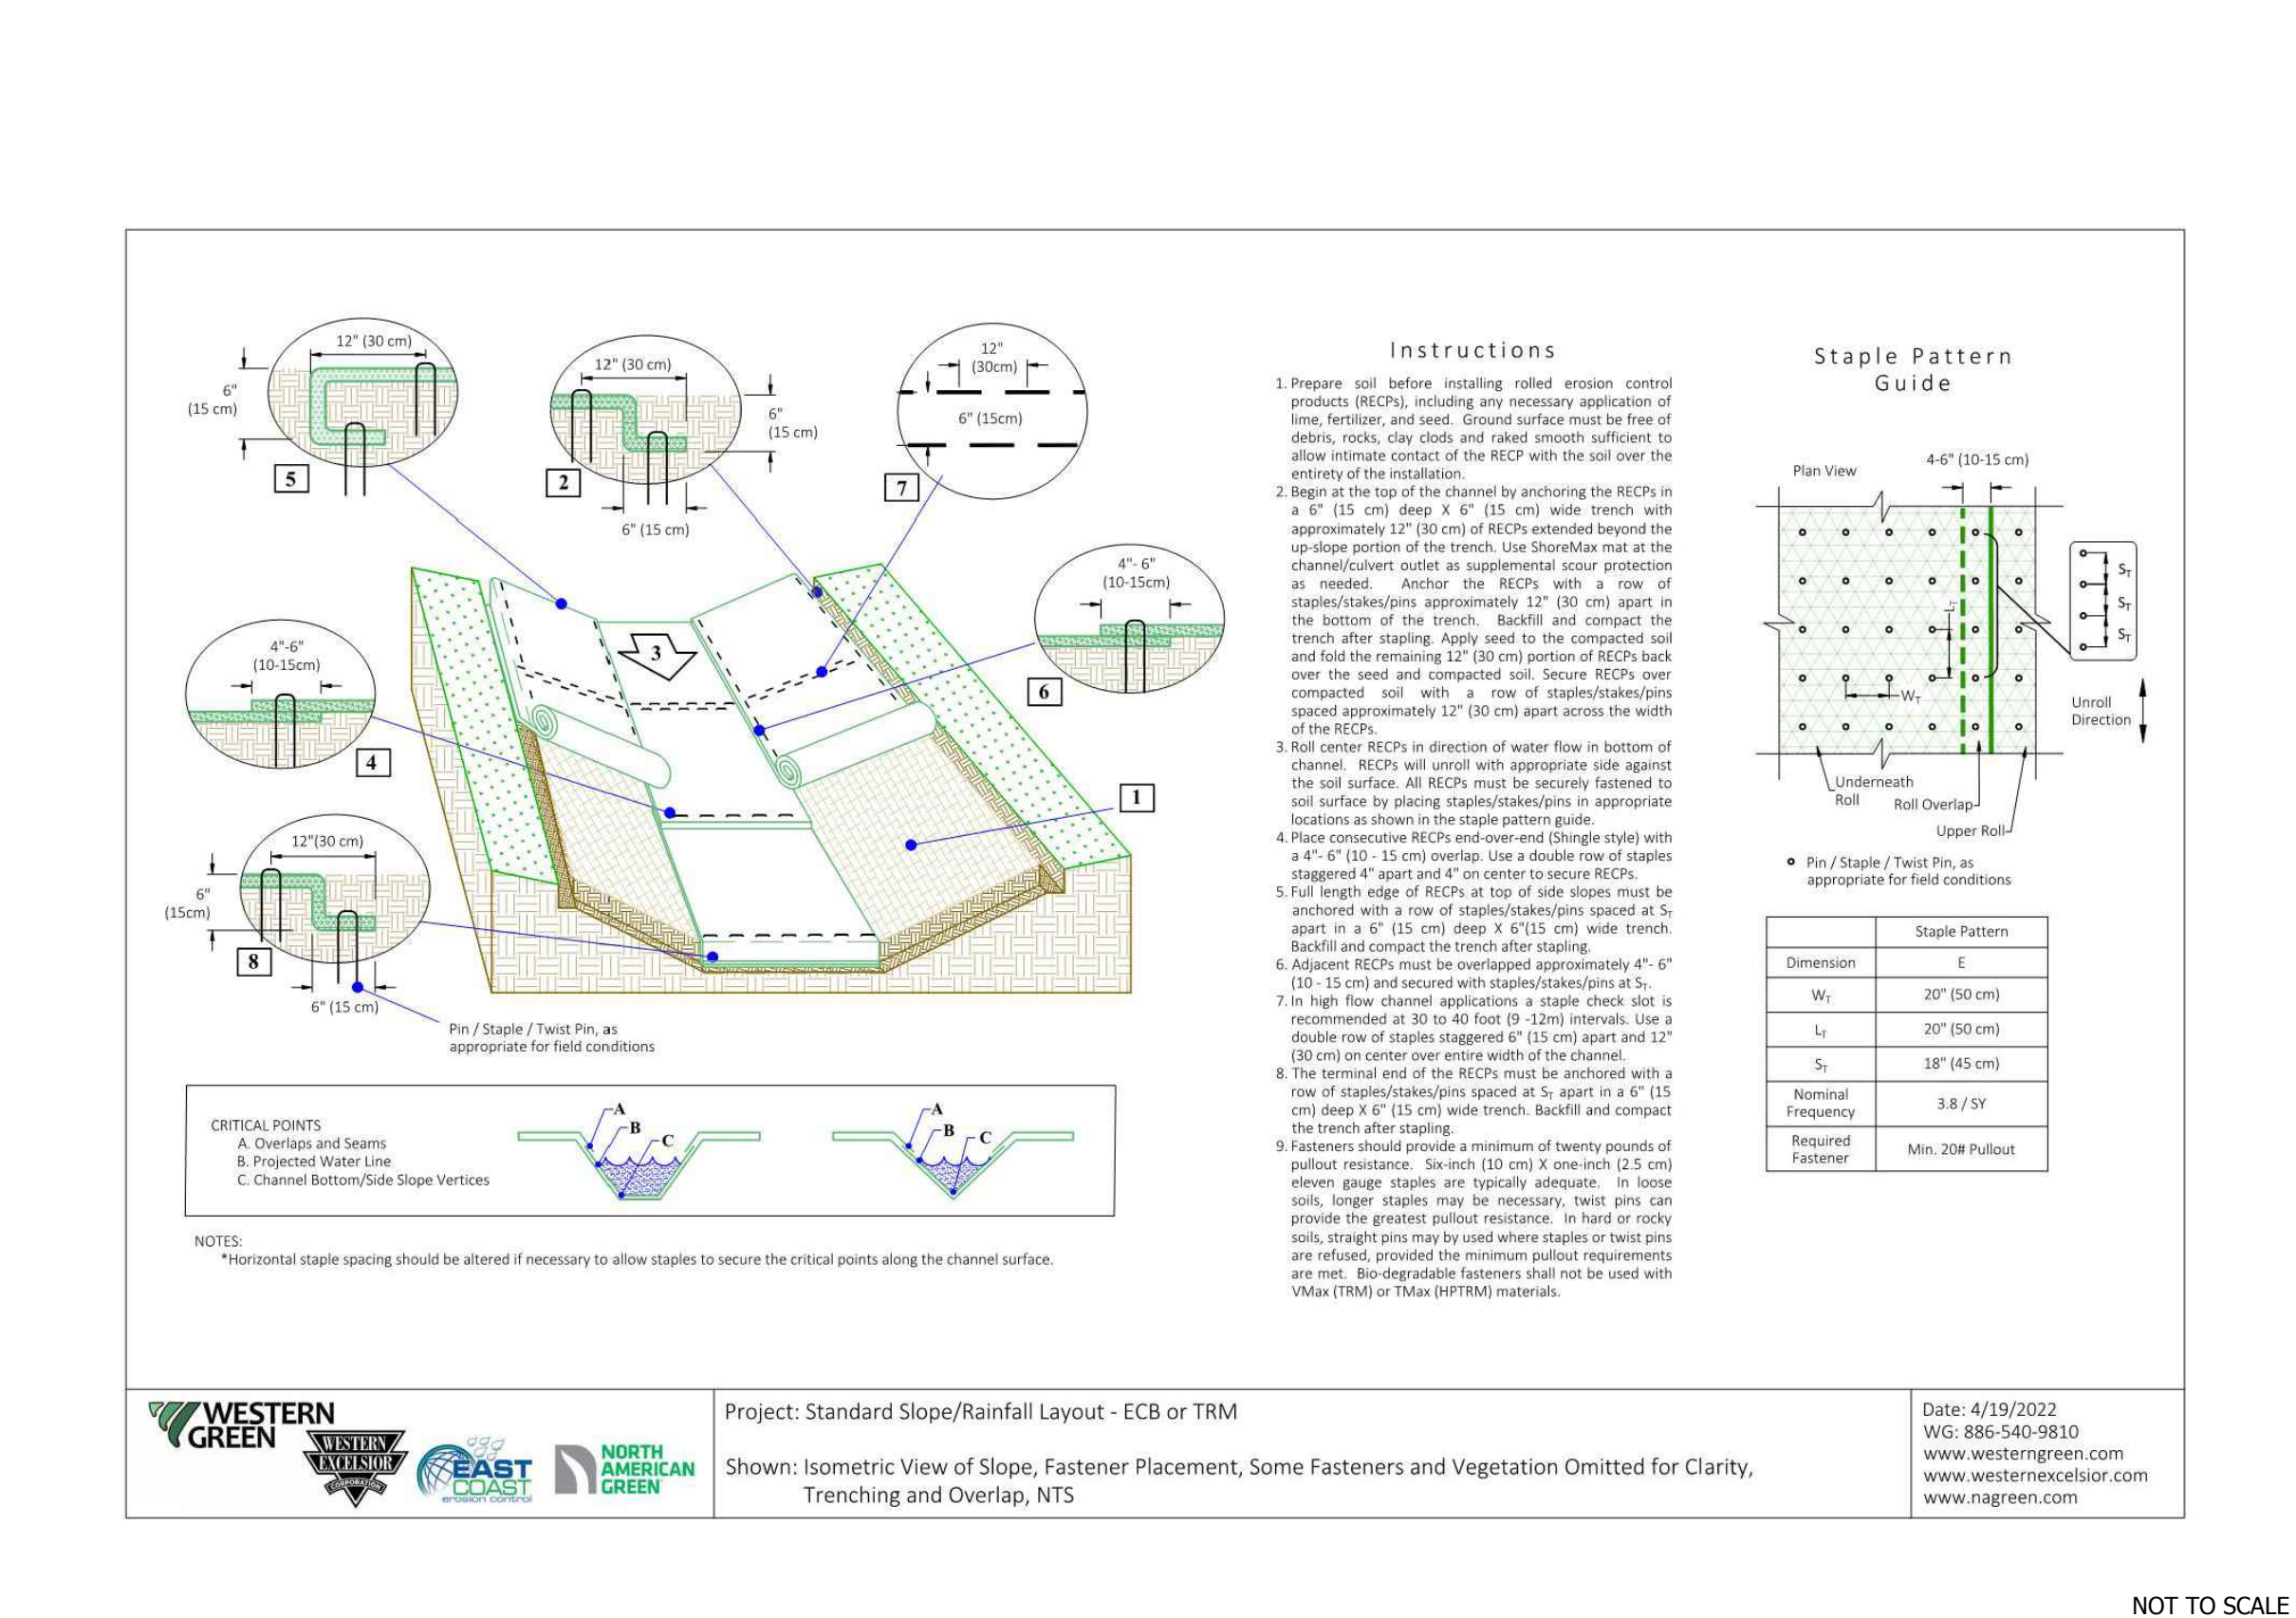 12" (30 cm)
6"
(15 cm)
5
12" (30 cm)
6"
(15 cm)
2
6" (15 cm)
12"
(30cm)
6" (15cm)
7
4"- 6"
(10-15cm)
6
3
4"-6"
(10-15cm)
4
1
12"(30 cm)
6"
(15cm)
8
6" (15 cm)
Pin / Staple / Twist Pin, as
appropriate for field conditions
CRITICAL POINTS
A. Overlaps and Seams
B. Projected Water Line
C. Channel Bottom/Side Slope Vertices
A
B
C
A
B
C
NOTES:
*Horizontal staple spacing should be altered if necessary to allow staples to secure the critical points along the channel surface.
Instructions
1. Prepare soil before installing rolled erosion control
products (RECPs), including any necessary application of
lime, fertilizer, and seed. Ground surface must be free of
debris, rocks, clay clods and raked smooth sufficient to
allow intimate contact of the RECP with the soil over the
entirety of the installation.
2. Begin at the top of the channel by anchoring the RECPs in
a 6" (15 cm) deep X 6" (15 cm) wide trench with
approximately 12" (30 cm) of RECPs extended beyond the
up-slope portion of the trench. Use ShoreMax mat at the
channel/culvert outlet as supplemental scour protection
as needed. Anchor the RECPs with a row of
staples/stakes/pins approximately 12" (30 cm) apart in
the bottom of the trench. Backfill and compact the
trench after stapling. Apply seed to the compacted soil
and fold the remaining 12" (30 cm) portion of RECPs back
over the seed and compacted soil. Secure RECPs over
compacted soil with a row of staples/stakes/pins
spaced approximately 12" (30 cm) apart across the width
of the RECPs.
3. Roll center RECPs in direction of water flow in bottom of
channel. RECPs will unroll with appropriate side against
the soil surface. All RECPs must be securely fastened to
soil surface by placing staples/stakes/pins in appropriate
locations as shown in the staple pattern guide.
4. Place consecutive RECPs end-over-end (Shingle style) with
a 4"- 6" (10 - 15 cm) overlap. Use a double row of staples
staggered 4" apart and 4" on center to secure RECPs.
5. Full length edge of RECPs at top of side slopes must be
anchored with a row of staples/stakes/pins spaced at ST
apart in a 6" (15 cm) deep X 6"(15 cm) wide trench.
Backfill and compact the trench after stapling.
6. Adjacent RECPs must be overlapped approximately 4"- 6"
(10 - 15 cm) and secured with staples/stakes/pins at ST.
7. In high flow channel applications a staple check slot is
recommended at 30 to 40 foot (9 -12m) intervals. Use a
double row of staples staggered 6" (15 cm) apart and 12"
(30 cm) on center over entire width of the channel.
8. The terminal end of the RECPs must be anchored with a
row of staples/stakes/pins spaced at ST apart in a 6" (15
cm) deep X 6" (15 cm) wide trench. Backfill and compact
the trench after stapling.
9. Fasteners should provide a minimum of twenty pounds of
pullout resistance. Six-inch (10 cm) X one-inch (2.5 cm)
eleven gauge staples are typically adequate. In loose
soils, longer staples may be necessary, twist pins can
provide the greatest pullout resistance. In hard or rocky
soils, straight pins may by used where staples or twist pins
are refused, provided the minimum pullout requirements
are met. Bio-degradable fasteners shall not be used with
VMax (TRM) or TMax (HPTRM) materials.
Staple Pattern
Guide
Plan View
4-6" (10-15 cm)
LT
WT
ST
ST
ST
Unroll
Direction
Underneath
Roll
Roll Overlap
Upper Roll
Pin / Staple / Twist Pin, as
appropriate for field conditions
Staple Pattern
Dimension E
WT 20" (50 cm)
LT 20" (50 cm)
ST 18" (45 cm)
Nominal
Frequency 3.8 / SY
Required
Fastener Min. 20# Pullout
WESTERN
GREEN
WESTERN
EXCELSIOR
CORPORATION
EAST
COAST
erosion control
NORTH
AMERICAN
GREEN
Project: Standard Slope/Rainfall Layout - ECB or TRM
Shown: Isometric View of Slope, Fastener Placement, Some Fasteners and Vegetation Omitted for Clarity,
Trenching and Overlap, NTS
Date: 4/19/2022
WG: 886-540-9810
www.westerngreen.com
www.westernexcelsior.com
www.nagreen.com
NOT TO SCALE